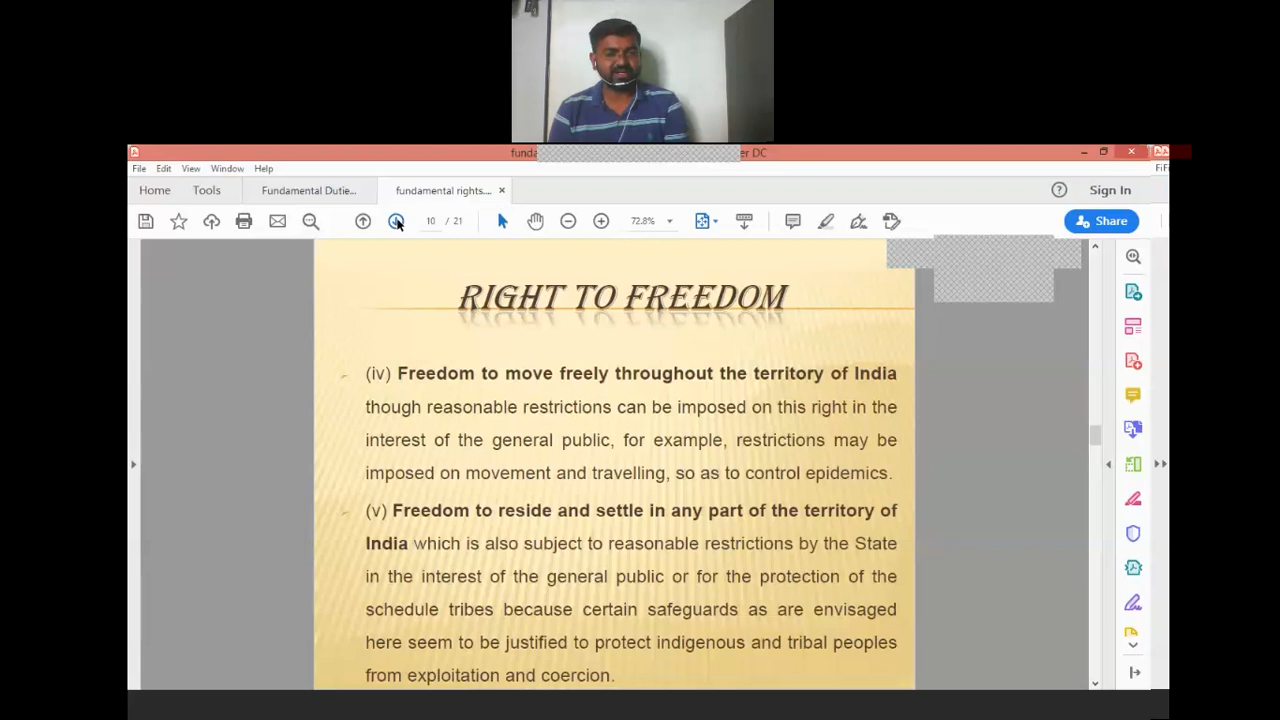 funda er DC
File Edit View Window Help FiFi
Home Tools Fundamental Dutie... fundamental rights.... × ? Sign In
10 / 21 72.8% Share
RIGHT TO FREEDOM
(iv) Freedom to move freely throughout the territory of India
though reasonable restrictions can be imposed on this right in the
interest of the general public, for example, restrictions may be
imposed on movement and travelling, so as to control epidemics.
(v) Freedom to reside and settle in any part of the territory of
India which is also subject to reasonable restrictions by the State
in the interest of the general public or for the protection of the
schedule tribes because certain safeguards as are envisaged
here seem to be justified to protect indigenous and tribal peoples
from exploitation and coercion.